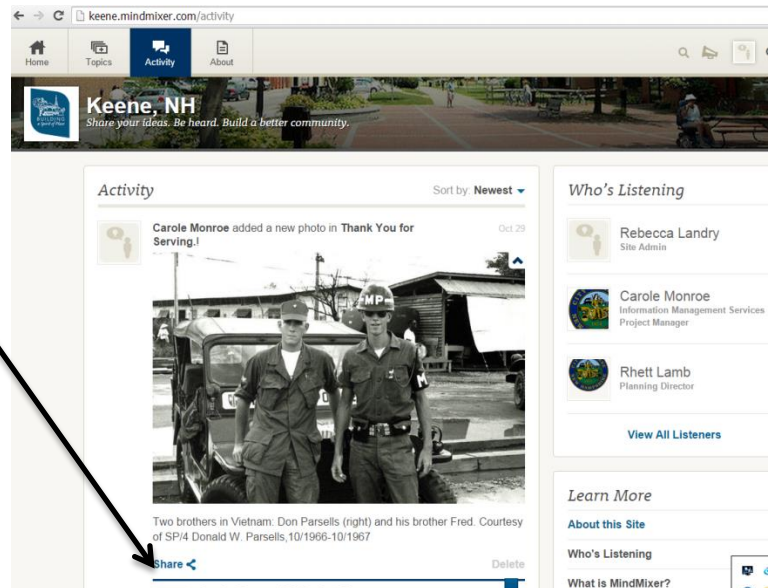 keene.mindmixer.com/activity
Home
Topics
Activity
About
BUILDING
Keene, NH
Share your ideas. Be heard. Build a better community.
Activity
Sort by: Newest
Carole Monroe added a new photo in Thank You for
Serving.!
Oct 29
MP
Two brothers in Vietnam: Don Parsells (right) and his brother Fred. Courtesy
of SP/4 Donald W. Parsells,10/1966-10/1967
Share
Delete
Who's Listening
Rebecca Landry
Site Admin
Carole Monroe
Information Management Services
Project Manager
Rhett Lamb
Planning Director
View All Listeners
Learn More
About this Site
Who's Listening
What is MindMixer?